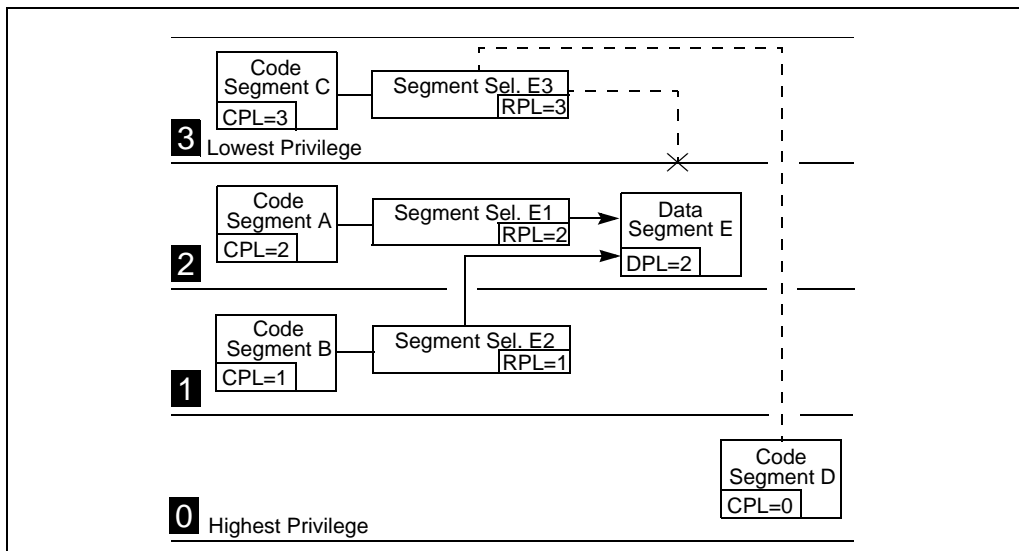 Code
Segment C
CPL=3
Segment Sel. E3
RPL=3
3
Lowest Privilege
Code
Segment A
CPL=2
Segment Sel. E1
RPL=2
Data
Segment E
DPL=2
2
Code
Segment B
CPL=1
Segment Sel. E2
RPL=1
1
Code
Segment D
CPL=0
0
Highest Privilege